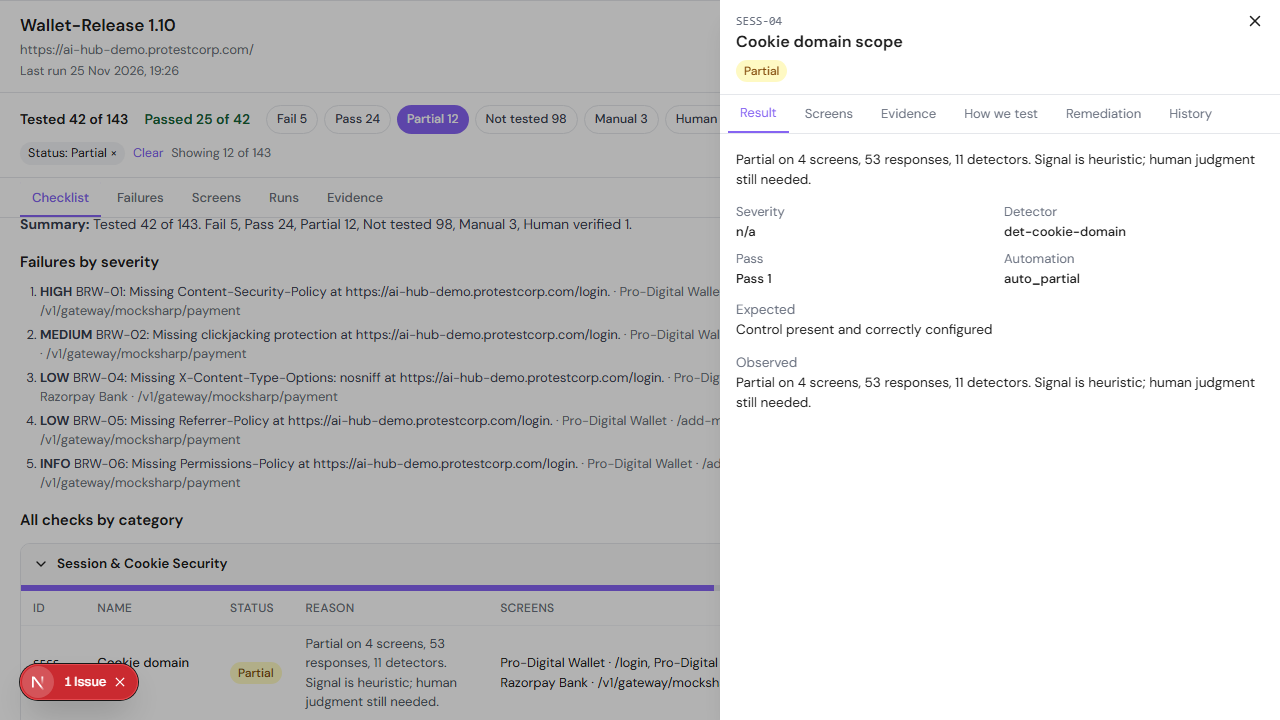 Wallet-Release 1.10
https://ai-hub-demo.protestcorp.com/
Last run 25 Nov 2026, 19:26
Tested 42 of 143 Passed 25 of 42 Fail 5 Pass 24 Partial 12 Not tested 98 Manual 3 Human
Status: Partial × Clear Showing 12 of 143
Checklist Failures Screens Runs Evidence
Summary: Tested 42 of 143. Fail 5, Pass 24, Partial 12, Not tested 98, Manual 3, Human verified 1.
Failures by severity
1. HIGH BRW-01: Missing Content-Security-Policy at https://ai-hub-demo.protestcorp.com/login. · Pro-Digital Walle
/v1/gateway/mocksharp/payment
2. MEDIUM BRW-02: Missing clickjacking protection at https://ai-hub-demo.protestcorp.com/login. · Pro-Digital Wal
· /v1/gateway/mocksharp/payment
3. LOW BRW-04: Missing X-Content-Type-Options: nosniff at https://ai-hub-demo.protestcorp.com/login. · Pro-Dig
Razorpay Bank · /v1/gateway/mocksharp/payment
4. LOW BRW-05: Missing Referrer-Policy at https://ai-hub-demo.protestcorp.com/login. · Pro-Digital Wallet · /add-m
/v1/gateway/mocksharp/payment
5. INFO BRW-06: Missing Permissions-Policy at https://ai-hub-demo.protestcorp.com/login. · Pro-Digital Wallet · /ad
/v1/gateway/mocksharp/payment
All checks by category
Session & Cookie Security
ID NAME STATUS REASON SCREENS
Cookie domain
Partial
Partial on 4 screens, 53
responses, 11 detectors.
Signal is heuristic; human
judgment still needed.
Pro-Digital Wallet · /login, Pro-Digital
Razorpay Bank · /v1/gateway/mocksh
N 1 Issue
SESS-04
Cookie domain scope
Partial
Result Screens Evidence How we test Remediation History
Partial on 4 screens, 53 responses, 11 detectors. Signal is heuristic; human judgment
still needed.
Severity Detector
n/a det-cookie-domain
Pass Automation
Pass 1 auto_partial
Expected
Control present and correctly configured
Observed
Partial on 4 screens, 53 responses, 11 detectors. Signal is heuristic; human judgment
still needed.